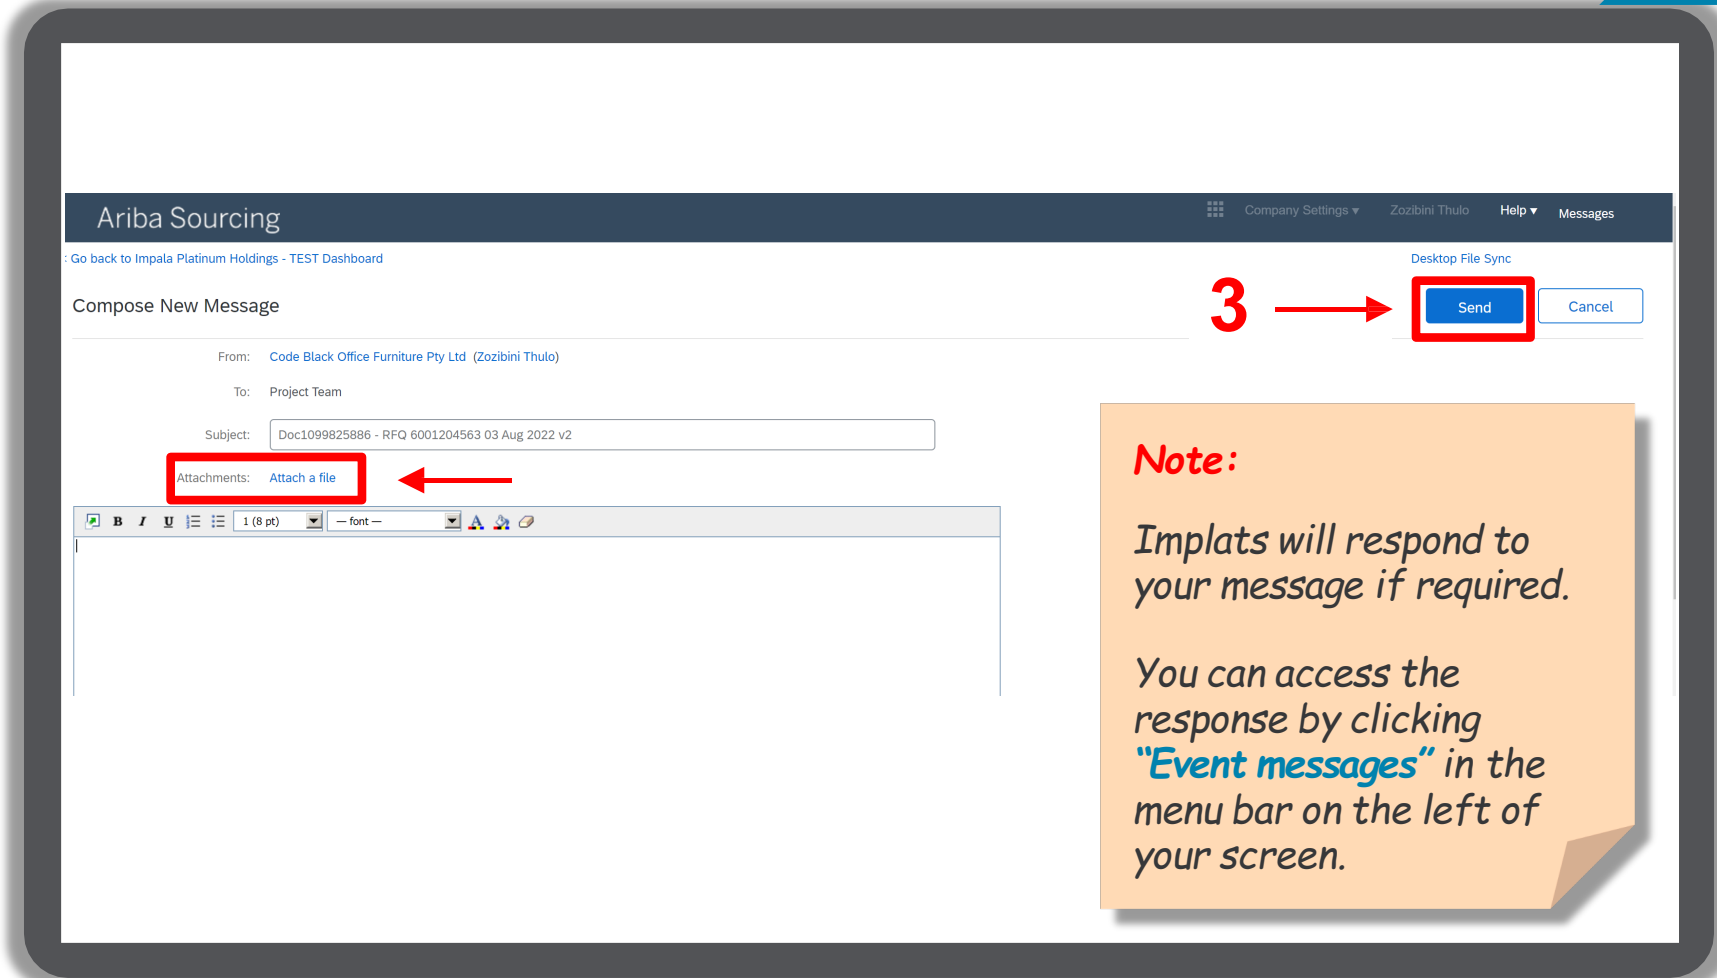 Ariba Sourcing
Company Settings ▾ Zozibini Thulo Help ▾ Messages
Go back to Impala Platinum Holdings - TEST Dashboard
Desktop File Sync
Compose New Message
3
Send
Cancel
From: Code Black Office Furniture Pty Ltd (Zozibini Thulo)
To: Project Team
Subject: Doc1099825886 - RFQ 6001204563 03 Aug 2022 v2
Attachments: Attach a file
B I U 1 (8 pt) — font — A
Note:
Implats will respond to
your message if required.
You can access the
response by clicking
“Event messages” in the
menu bar on the left of
your screen.